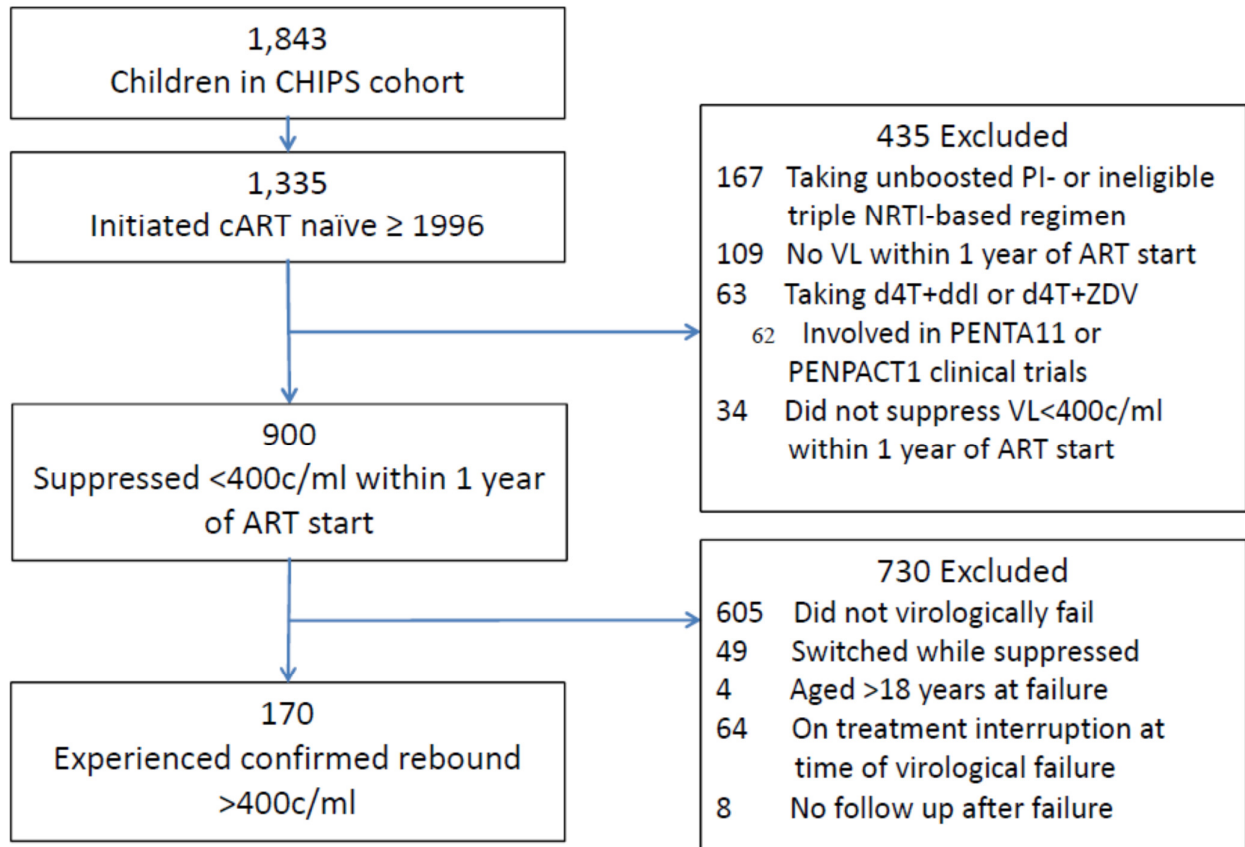 1,843
Children in CHIPS cohort
1,335
Initiated cART naïve ≥ 1996
435 Excluded
167 Taking unboosted PI- or ineligible
triple NRTI-based regimen
109 No VL within 1 year of ART start
63 Taking d4T+ddI or d4T+ZDV
62 Involved in PENTA11 or
PENPACT1 clinical trials
34 Did not suppress VL<400c/ml
within 1 year of ART start
900
Suppressed <400c/ml within 1 year
of ART start
730 Excluded
605 Did not virologically fail
49 Switched while suppressed
4 Aged >18 years at failure
64 On treatment interruption at
time of virological failure
8 No follow up after failure
170
Experienced confirmed rebound
>400c/ml